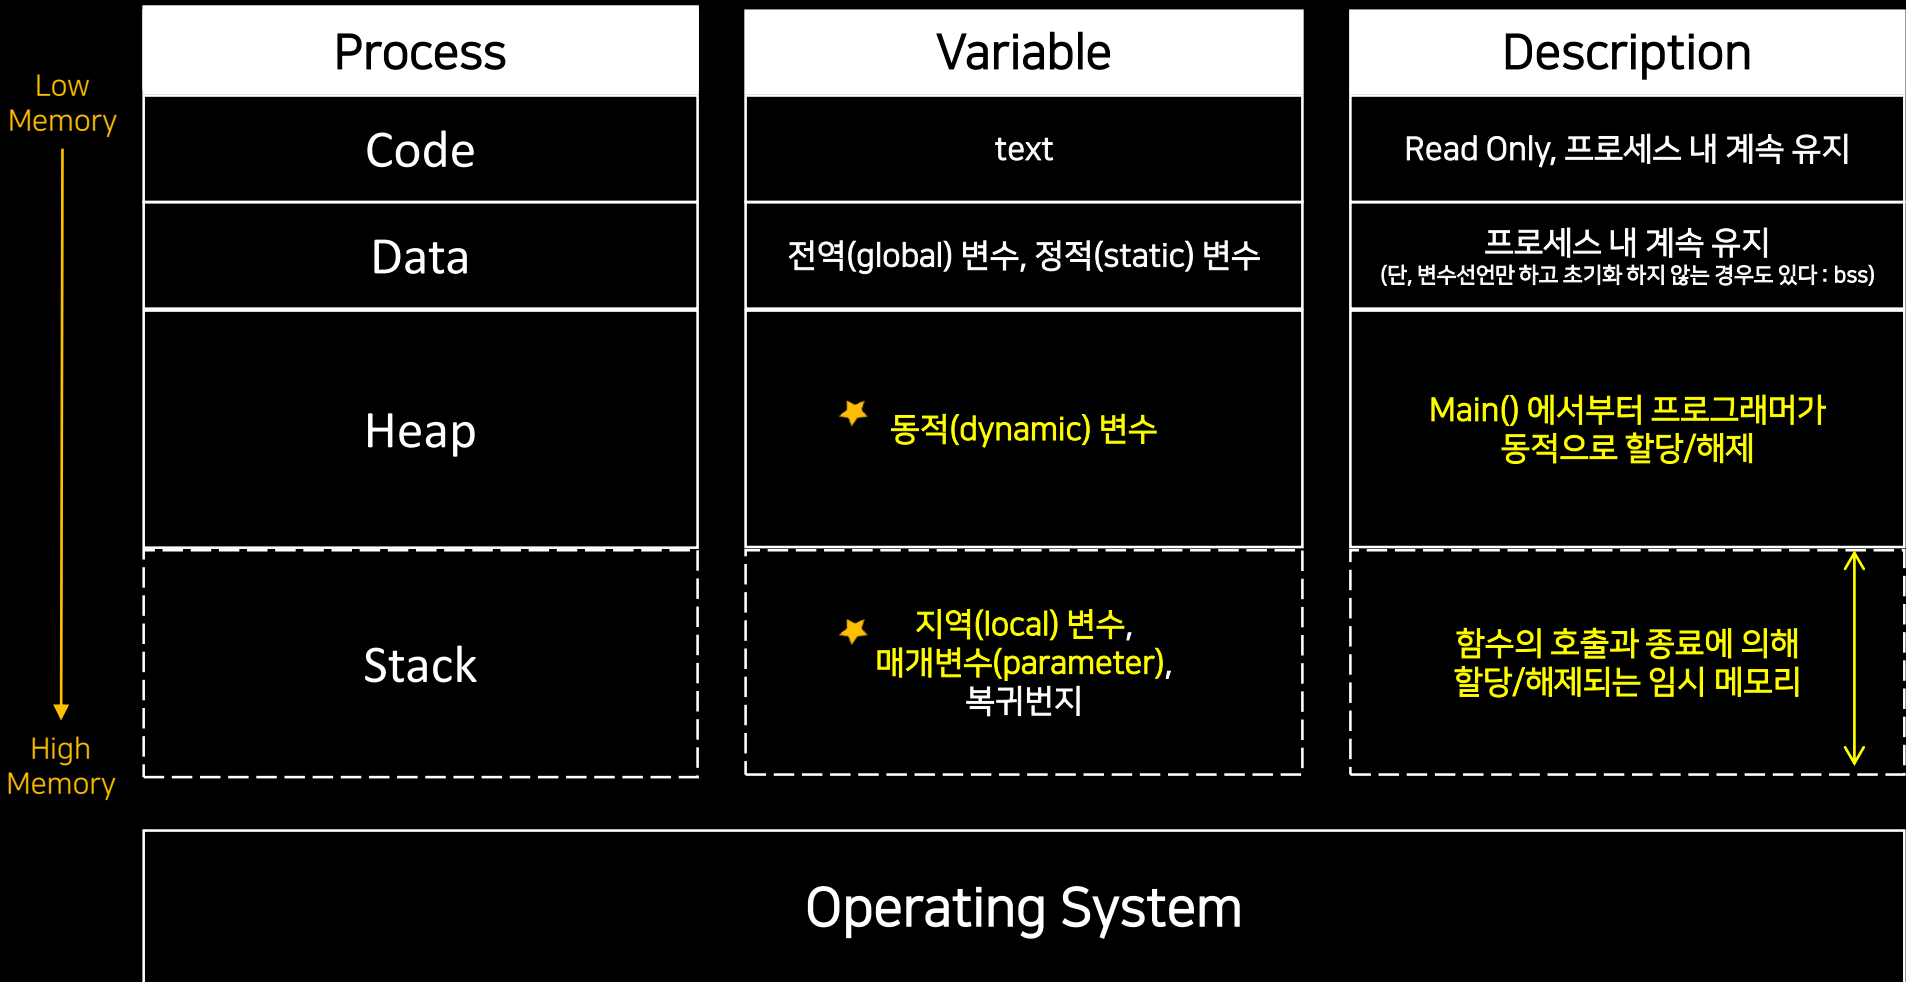 Process
Variable
Description
Low
Memory
Code
text
Read Only, 프로세스 내 계속 유지
Data
전역(global) 변수, 정적(static) 변수
프로세스 내 계속 유지
(단, 변수선언만 하고 초기화 하지 않는 경우도 있다 : bss)
Heap
동적(dynamic) 변수
Main() 에서부터 프로그래머가
동적으로 할당/해제
Stack
지역(local) 변수,
매개변수(parameter),
복귀번지
함수의 호출과 종료에 의해
할당/해제되는 임시 메모리
High
Memory
Operating System